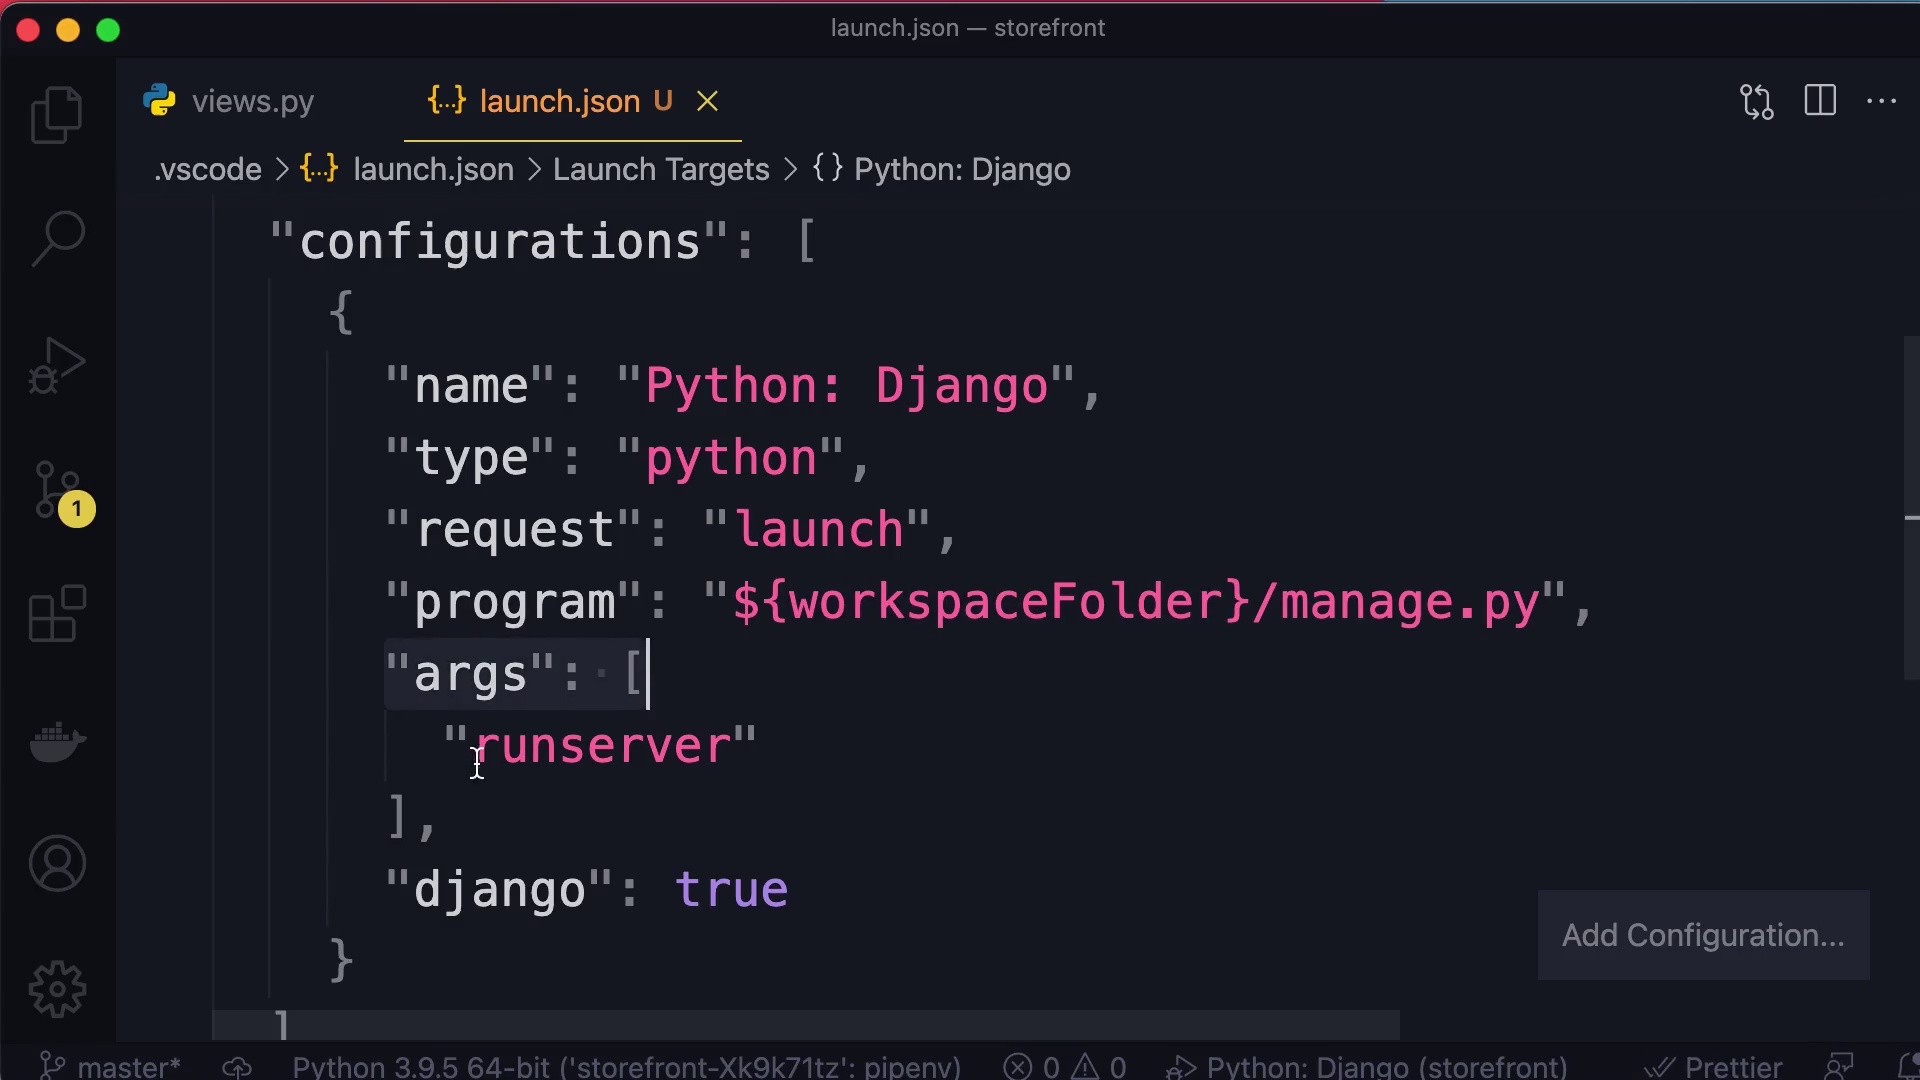 launch.json — storefront
views.py
{...} launch.json U
.vscode > {...} launch.json > Launch Targets > {} Python: Django
"configurations": [
{
"name": "Python: Django",
"type": "python",
"request": "launch",
"program": "${workspaceFolder}/manage.py",
"args": [
"runserver"
],
"django": true
}
]
1
Add Configuration...
master* Python 3.9.5 64-bit ('storefront-Xk9k71tz': pipenv) 0 0 Python: Django (storefront) Prettier